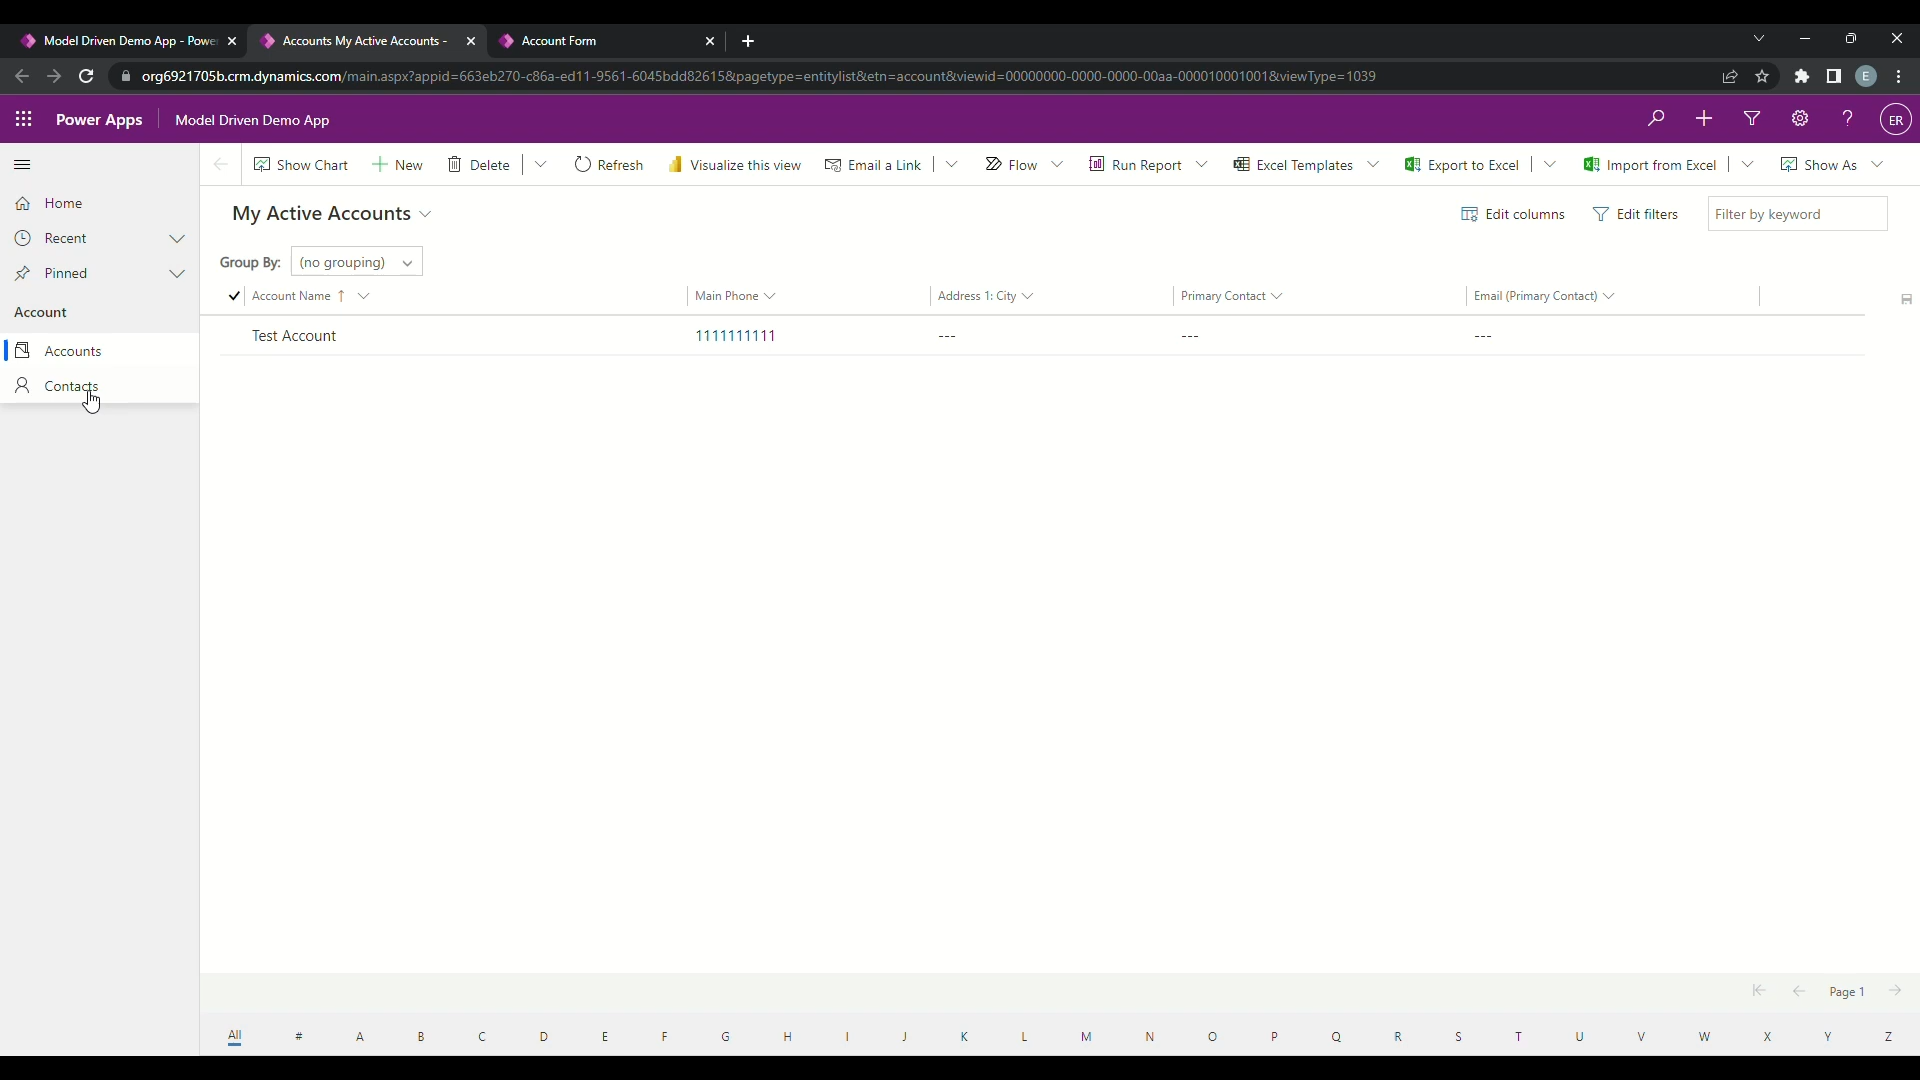 Model Driven Demo App - Powe
Accounts My Active Accounts -
Account Form
org6921705b.crm.dynamics.com/main.aspx?appid=663eb270-c86a-ed11-9561-6045bdd82615&pagetype=entitylist&etn=account&viewid=00000000-0000-0000-00aa-000010001001&viewType=1039
E
Power Apps
Model Driven Demo App
ER
Show Chart
New
Delete
Refresh
Visualize this view
Email a Link
Flow
Run Report
Excel Templates
Export to Excel
Import from Excel
Show As
Home
Recent
Pinned
Account
Accounts
Contacts
My Active Accounts
Edit columns
Edit filters
Filter by keyword
Group By:
(no grouping)
Account Name ↑
Main Phone
Address 1: City
Primary Contact
Email (Primary Contact)
Test Account
1111111111
---
---
---
Page 1
All # A B C D E F G H I J K L M N O P Q R S T U V W X Y Z